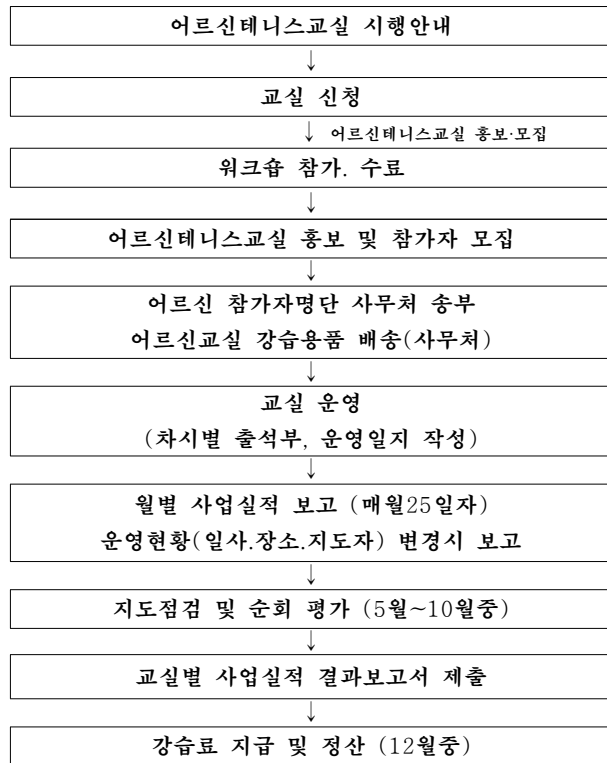 어르신테니스교실 시행안내
↓
교실 신청
↓ 어르신테니스교실 홍보·모집
워크숍 참가. 수료
↓
어르신테니스교실 홍보 및 참가자 모집
↓
어르신 참가자명단 사무처 송부
어르신교실 강습용품 배송(사무처)
↓
교실 운영
(차시별 출석부, 운영일지 작성)
↓
월별 사업실적 보고 (매월25일자)
운영현황(일사.장소.지도자) 변경시 보고
↓
지도점검 및 순회 평가 (5월~10월중)
↓
교실별 사업실적 결과보고서 제출
↓
강습료 지급 및 정산 (12월중)